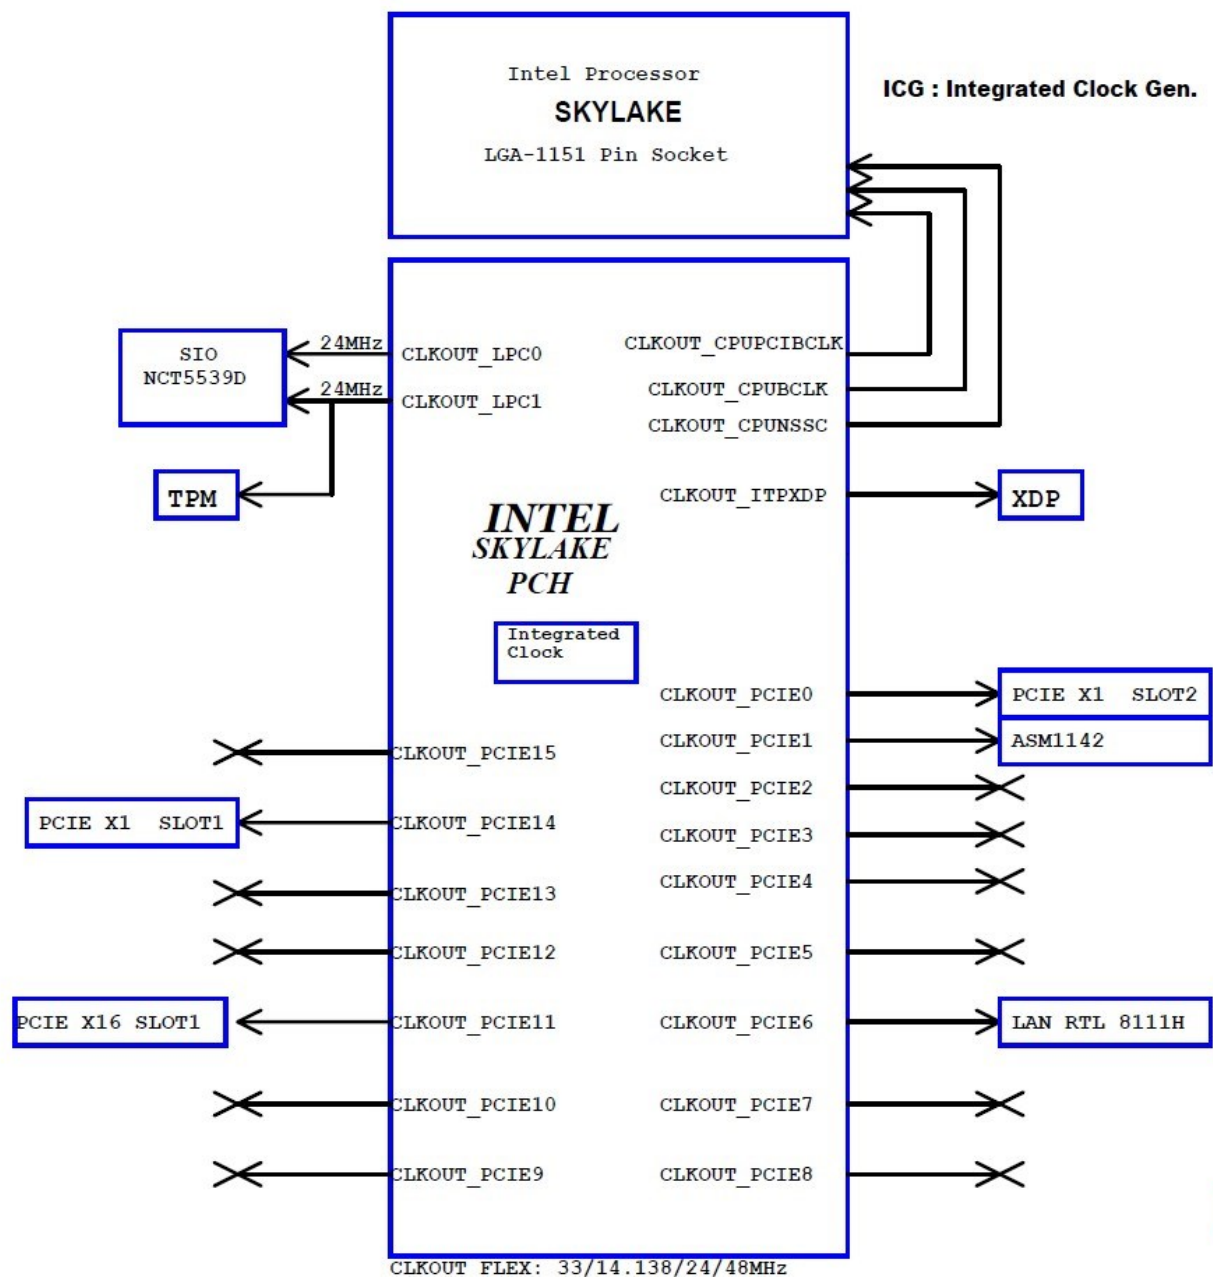 Intel Processor
SKYLAKE
LGA-1151 Pin Socket
ICG : Integrated Clock Gen.
SIO
NCT5539D
24MHz
CLKOUT_LPC0
24MHz
CLKOUT_LPC1
TPM
CLKOUT_CPUPCIBCLK
CLKOUT_CPUBCLK
CLKOUT_CPUNSSC
CLKOUT_ITPXDP
XDP
INTEL
SKYLAKE
PCH
Integrated
Clock
CLKOUT_PCIE15
PCIE X1 SLOT1
CLKOUT_PCIE14
CLKOUT_PCIE13
CLKOUT_PCIE12
PCIE X16 SLOT1
CLKOUT_PCIE11
CLKOUT_PCIE10
CLKOUT_PCIE9
CLKOUT_PCIE0
PCIE X1 SLOT2
CLKOUT_PCIE1
ASM1142
CLKOUT_PCIE2
CLKOUT_PCIE3
CLKOUT_PCIE4
CLKOUT_PCIE5
CLKOUT_PCIE6
LAN RTL 8111H
CLKOUT_PCIE7
CLKOUT_PCIE8
CLKOUT FLEX: 33/14.138/24/48MHz